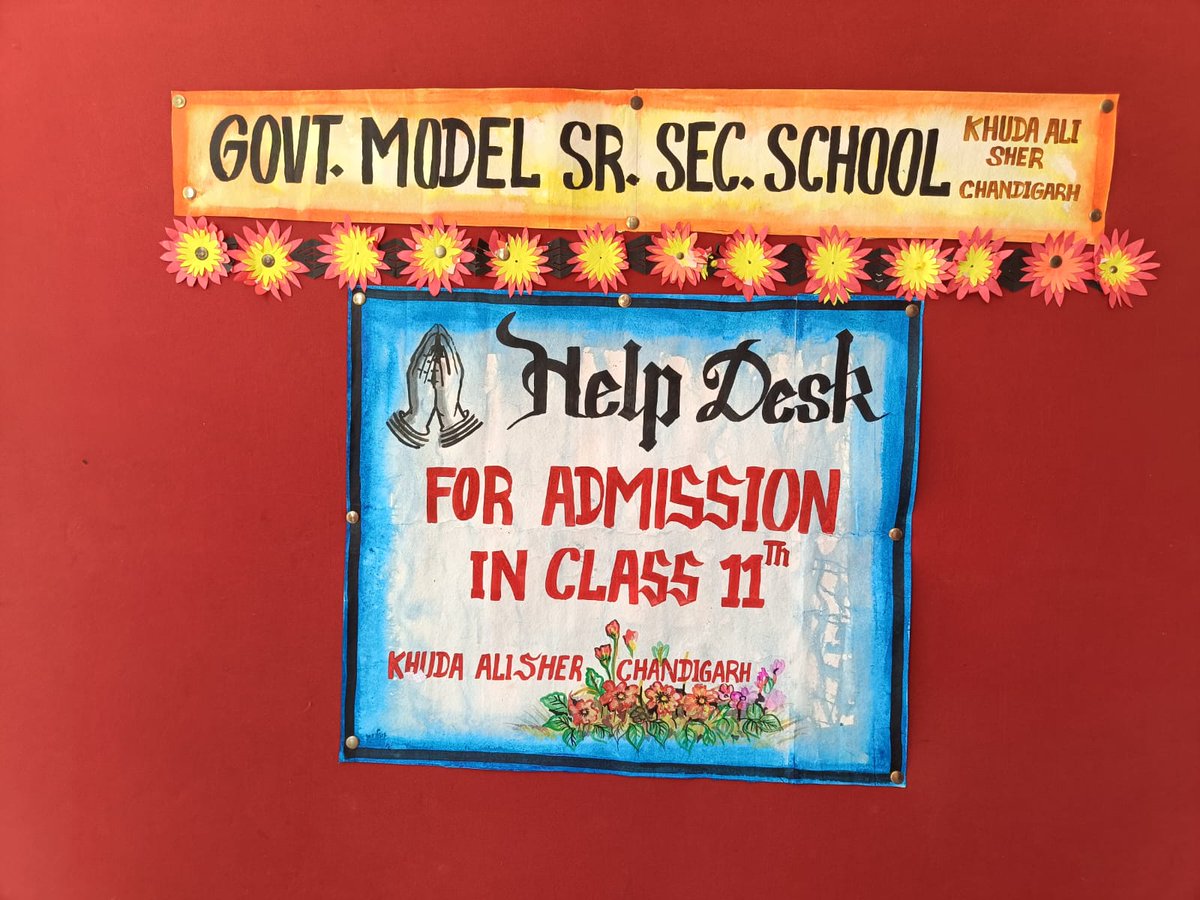 GOVT. MODEL SR. SEC. SCHOOL
KHUDA ALI
SHER
CHANDIGARH
Help Desk
FOR ADMISSION
IN CLASS 11Th
KHUDA ALISHER CHANDIGARH